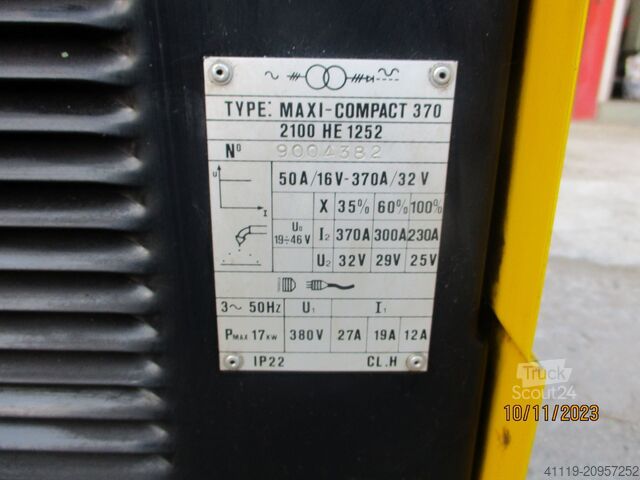 TYPE: MAXI-COMPACT 370
2100 HE 1252
Nº 9004382
50A/16V-370A/32V
X 35% 60% 100%
U₀ 19÷46 V
I₂ 370A 300A 230A
U₂ 32V 29V 25V
3~ 50Hz U₁ I₁
PMAX 17KW 380V 27A 19A 12A
IP22 CL.H
Truck
Scout24
10/11/2023
41119-20957252